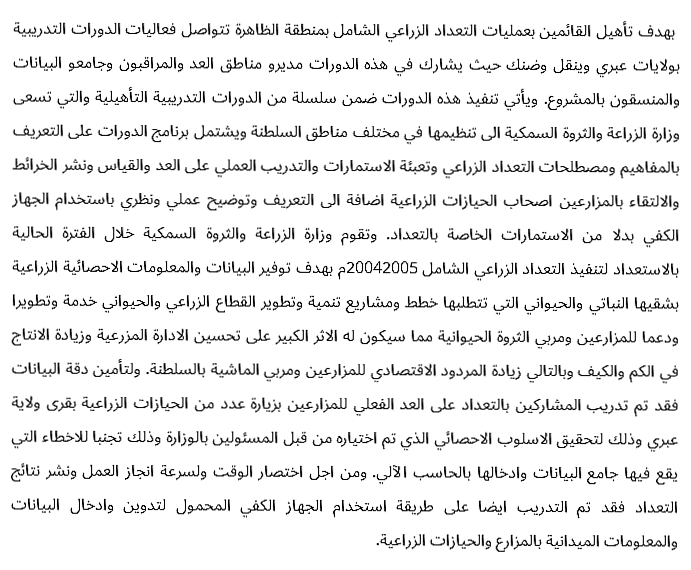 بهدف تأهيل القائمين بعمليات التعداد الزراعي الشامل بمنطقة الظاهرة تتواصل فعاليات الدورات التدريبية
بولايات عبري وينقل وضنك حيث يشارك في هذه الدورات مديرو مناطق العد والمراقبون وجامعو البيانات
والمنسقون بالمشروع. ويأتي تنفيذ هذه الدورات ضمن سلسلة من الدورات التدريبية التأهيلية والتي تسعى
وزارة الزراعة والثروة السمكية الى تنظيمها في مختلف مناطق السلطنة ويشتمل برنامج الدورات على التعريف
بالمفاهيم ومصطلحات التعداد الزراعي وتعبئة الاستمارات والتدريب العملي على العد والقياس ونشر الخرائط
والالتقاء بالمزارعين اصحاب الحيازات الزراعية اضافة الى التعريف وتوضيح عملي ونظري باستخدام الجهاز
الكفي بدلا من الاستمارات الخاصة بالتعداد. وتقوم وزارة الزراعة والثروة السمكية خلال الفترة الحالية
بالاستعداد لتنفيذ التعداد الزراعي الشامل 20042005م بهدف توفير البيانات والمعلومات الاحصائية الزراعية
بشقيها النباتي والحيواني التي تتطلبها خطط ومشاريع تنمية وتطوير القطاع الزراعي والحيواني خدمة وتطويرا
ودعما للمزارعين ومربي الثروة الحيوانية مما سيكون له الاثر الكبير على تحسين الادارة المزرعية وزيادة الانتاج
في الكم والكيف وبالتالي زيادة المردود الاقتصادي للمزارعين ومربي الماشية بالسلطنة. ولتأمين دقة البيانات
فقد تم تدريب المشاركين بالتعداد على العد الفعلي للمزارعين بزيارة عدد من الحيازات الزراعية بقرى ولاية
عبري وذلك لتحقيق الاسلوب الاحصائي الذي تم اختياره من قبل المسئولين بالوزارة وذلك تجنبا للاخطاء التي
يقع فيها جامع البيانات وادخالها بالحاسب الآلي. ومن اجل اختصار الوقت ولسرعة انجاز العمل ونشر نتائج
التعداد فقد تم التدريب ايضا على طريقة استخدام الجهاز الكفي المحمول لتدوين وادخال البيانات
والمعلومات الميدانية بالمزارع والحيازات الزراعية.